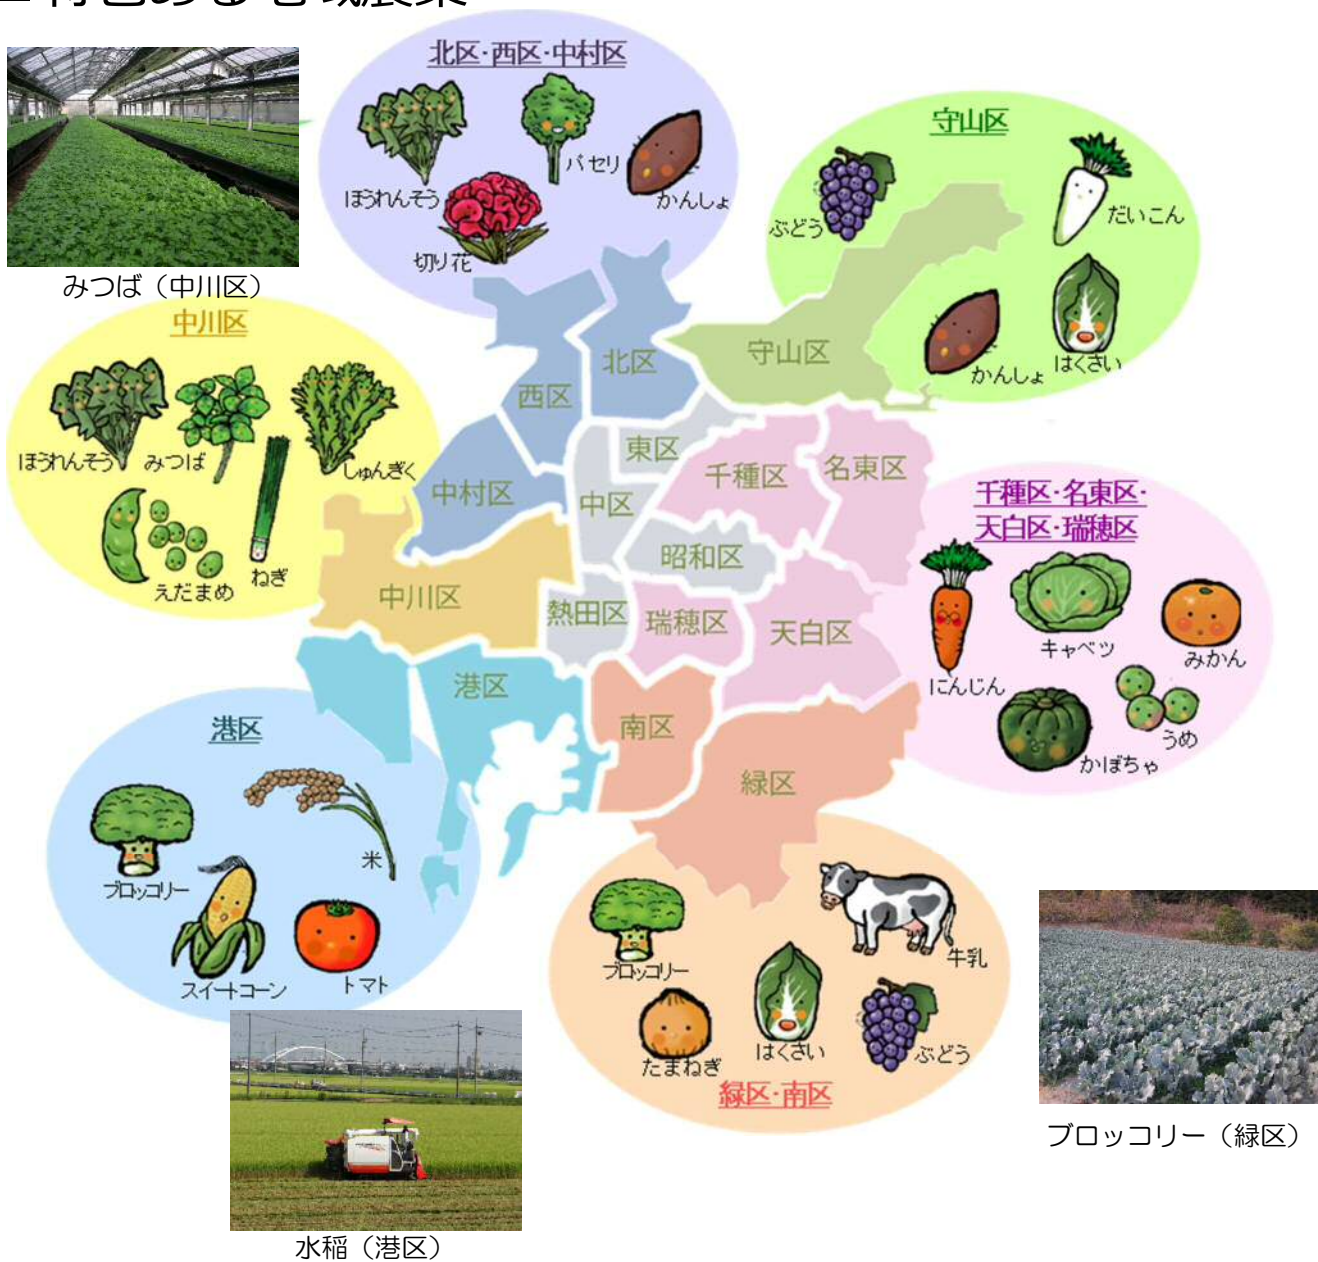 北区·西区·中村区
ほうれんそう
パセリ
かんしょ
切り花
守山区
ぶどう
だいこん
かんしょ
はくさい
みつば（中川区）
中川区
ほうれんそう
みつば
しゅんぎく
えだまめ
ねぎ
北区
守山区
西区
東区
千種区
名東区
中村区
中区
昭和区
中川区
熱田区
瑞穂区
天白区
港区
南区
緑区
千種区·名東区·
天白区·瑞穂区
にんじん
キャベツ
みかん
かぼちゃ
うめ
港区
ブロッコリー
米
スイートコーン
トマト
ブロッコリー
牛乳
たまねぎ
はくさい
ぶどう
緑区·南区
ブロッコリー（緑区）
水稲（港区）